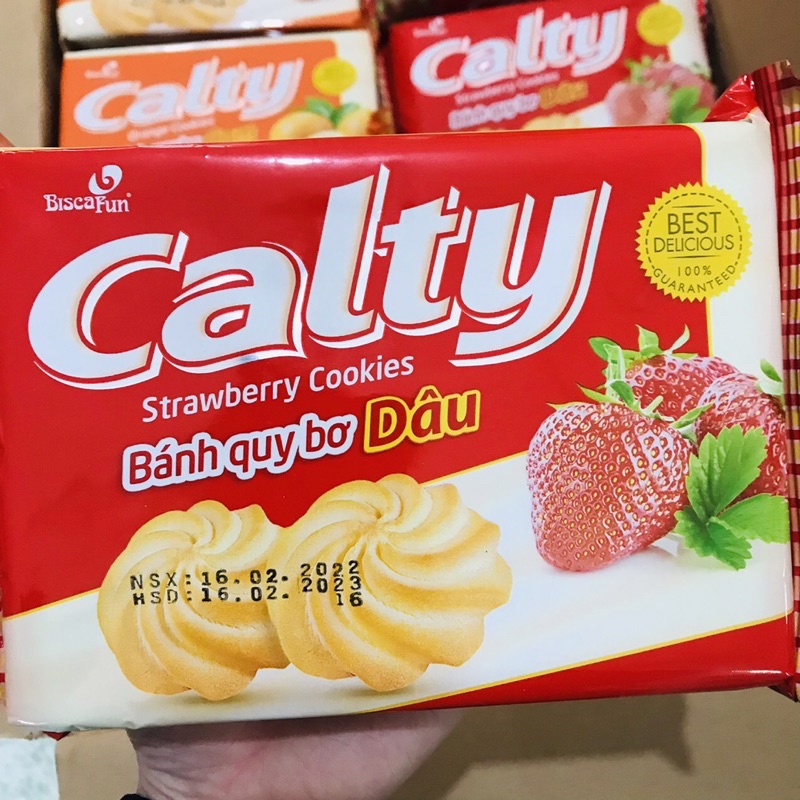 Calty
Orange Cookies
Calty
Strawberry Cookies
Bánh quy bơ Dâu
BISCAFUN®
Calty
Strawberry Cookies
Bánh quy bơ Dâu
BEST
DELICIOUS
100%
GUARANTEED
NSX:16.02.2022
HSD:16.02.2023
16